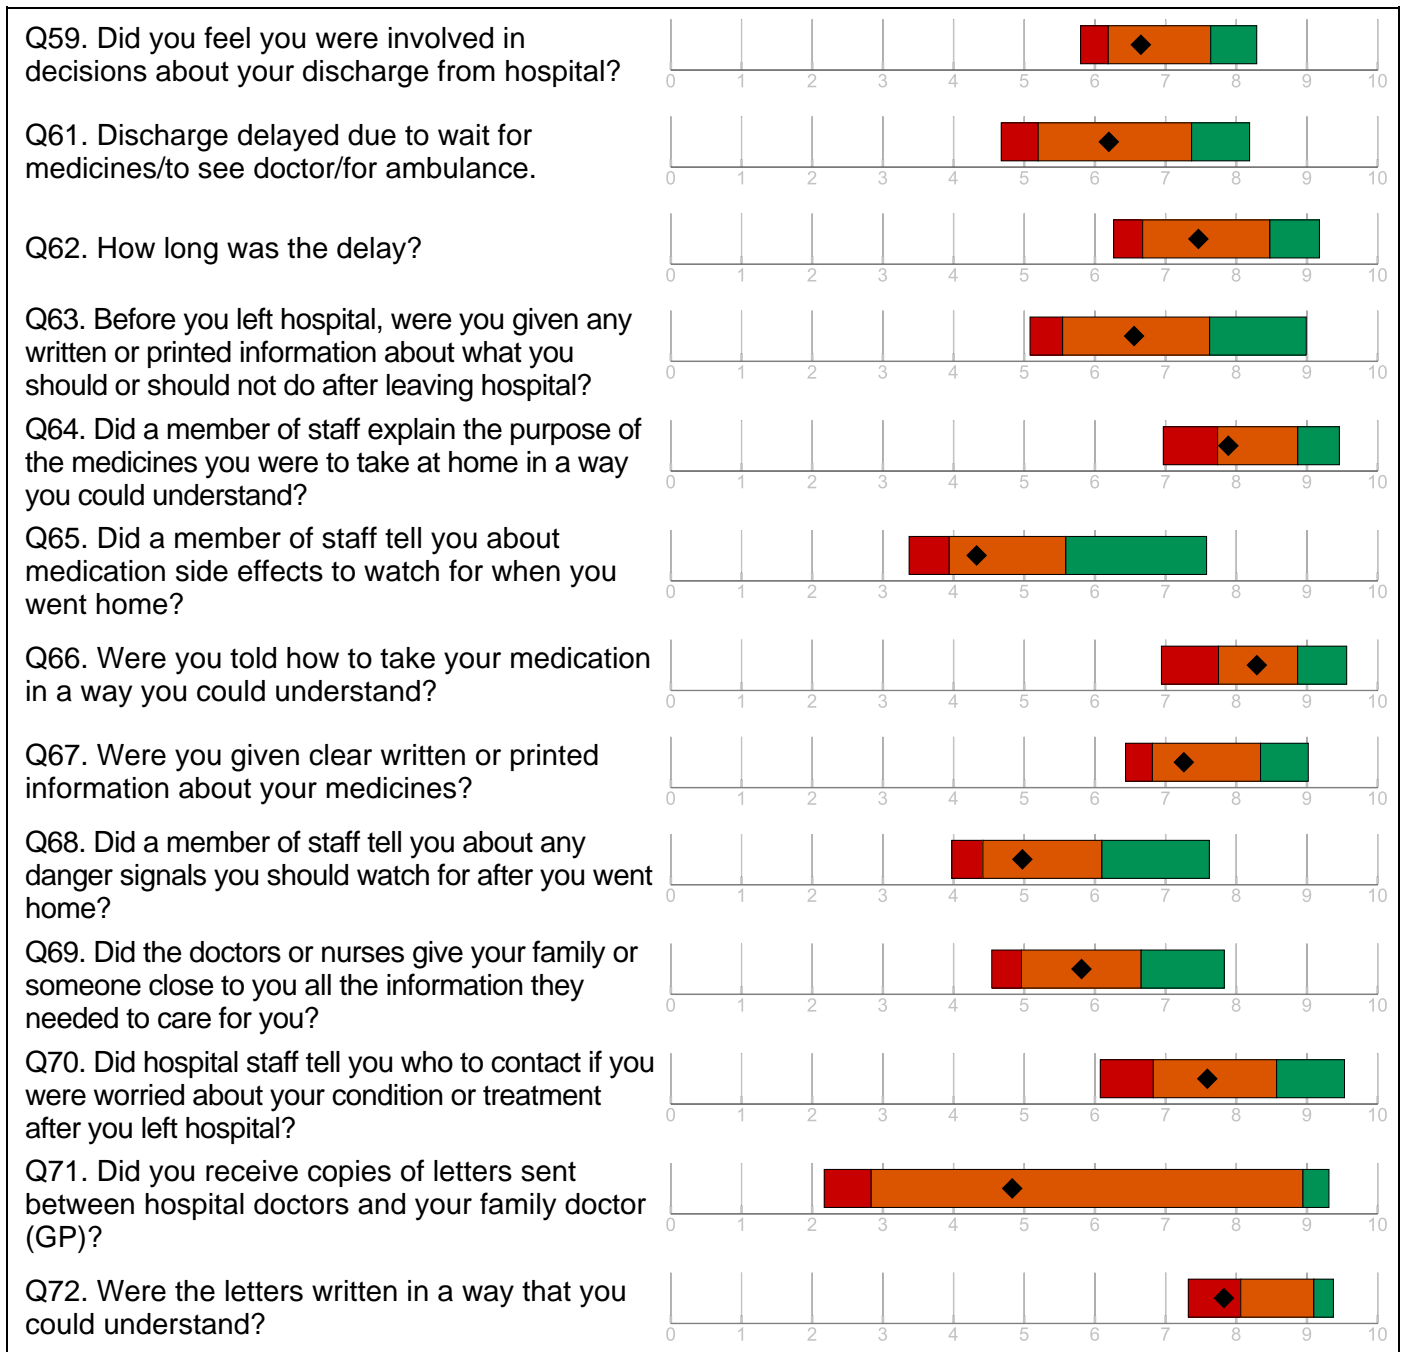 Q59. Did you feel you were involved in
decisions about your discharge from hospital?
0 1 2 3 4 5 6 7 8 9 10
Q61. Discharge delayed due to wait for
medicines/to see doctor/for ambulance.
0 1 2 3 4 5 6 7 8 9 10
Q62. How long was the delay?
0 1 2 3 4 5 6 7 8 9 10
Q63. Before you left hospital, were you given any
written or printed information about what you
should or should not do after leaving hospital?
0 1 2 3 4 5 6 7 8 9 10
Q64. Did a member of staff explain the purpose of
the medicines you were to take at home in a way
you could understand?
0 1 2 3 4 5 6 7 8 9 10
Q65. Did a member of staff tell you about
medication side effects to watch for when you
went home?
0 1 2 3 4 5 6 7 8 9 10
Q66. Were you told how to take your medication
in a way you could understand?
0 1 2 3 4 5 6 7 8 9 10
Q67. Were you given clear written or printed
information about your medicines?
0 1 2 3 4 5 6 7 8 9 10
Q68. Did a member of staff tell you about any
danger signals you should watch for after you went
home?
0 1 2 3 4 5 6 7 8 9 10
Q69. Did the doctors or nurses give your family or
someone close to you all the information they
needed to care for you?
0 1 2 3 4 5 6 7 8 9 10
Q70. Did hospital staff tell you who to contact if you
were worried about your condition or treatment
after you left hospital?
0 1 2 3 4 5 6 7 8 9 10
Q71. Did you receive copies of letters sent
between hospital doctors and your family doctor
(GP)?
0 1 2 3 4 5 6 7 8 9 10
Q72. Were the letters written in a way that you
could understand?
0 1 2 3 4 5 6 7 8 9 10